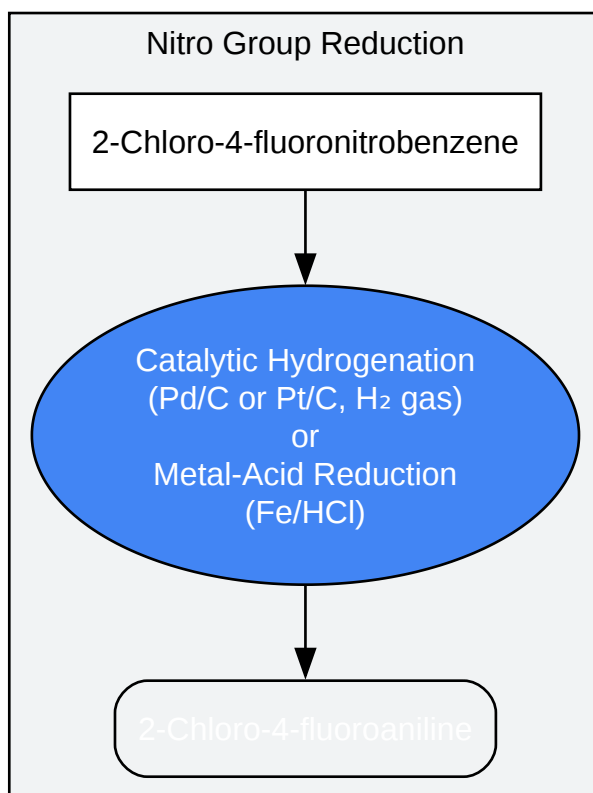 Nitro Group Reduction
2-Chloro-4-fluoronitrobenzene
Catalytic Hydrogenation
(Pd/C or Pt/C, H₂ gas)
or
Metal-Acid Reduction
(Fe/HCl)
2-Chloro-4-fluoroaniline